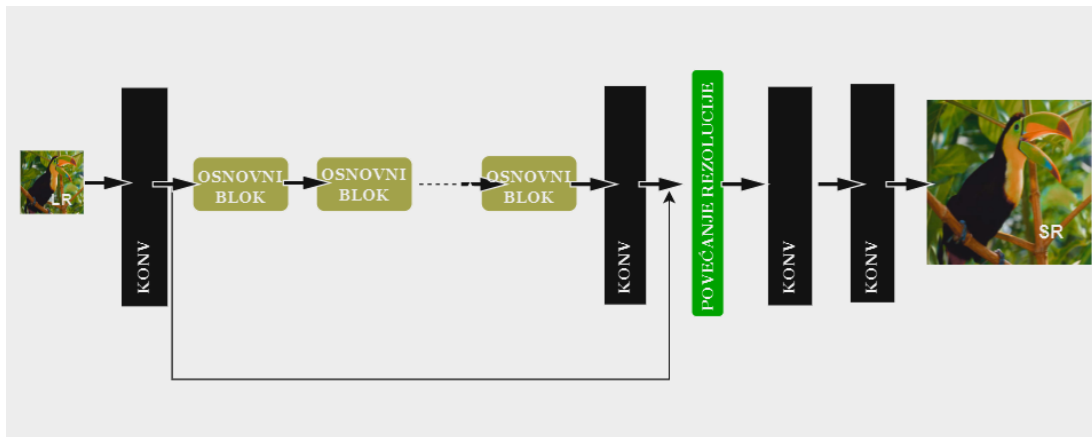 LR
KONV
OSNOVNI
BLOK
OSNOVNI
BLOK
OSNOVNI
BLOK
KONV
POVEĆANJE REZOLUCIJE
KONV
KONV
SR